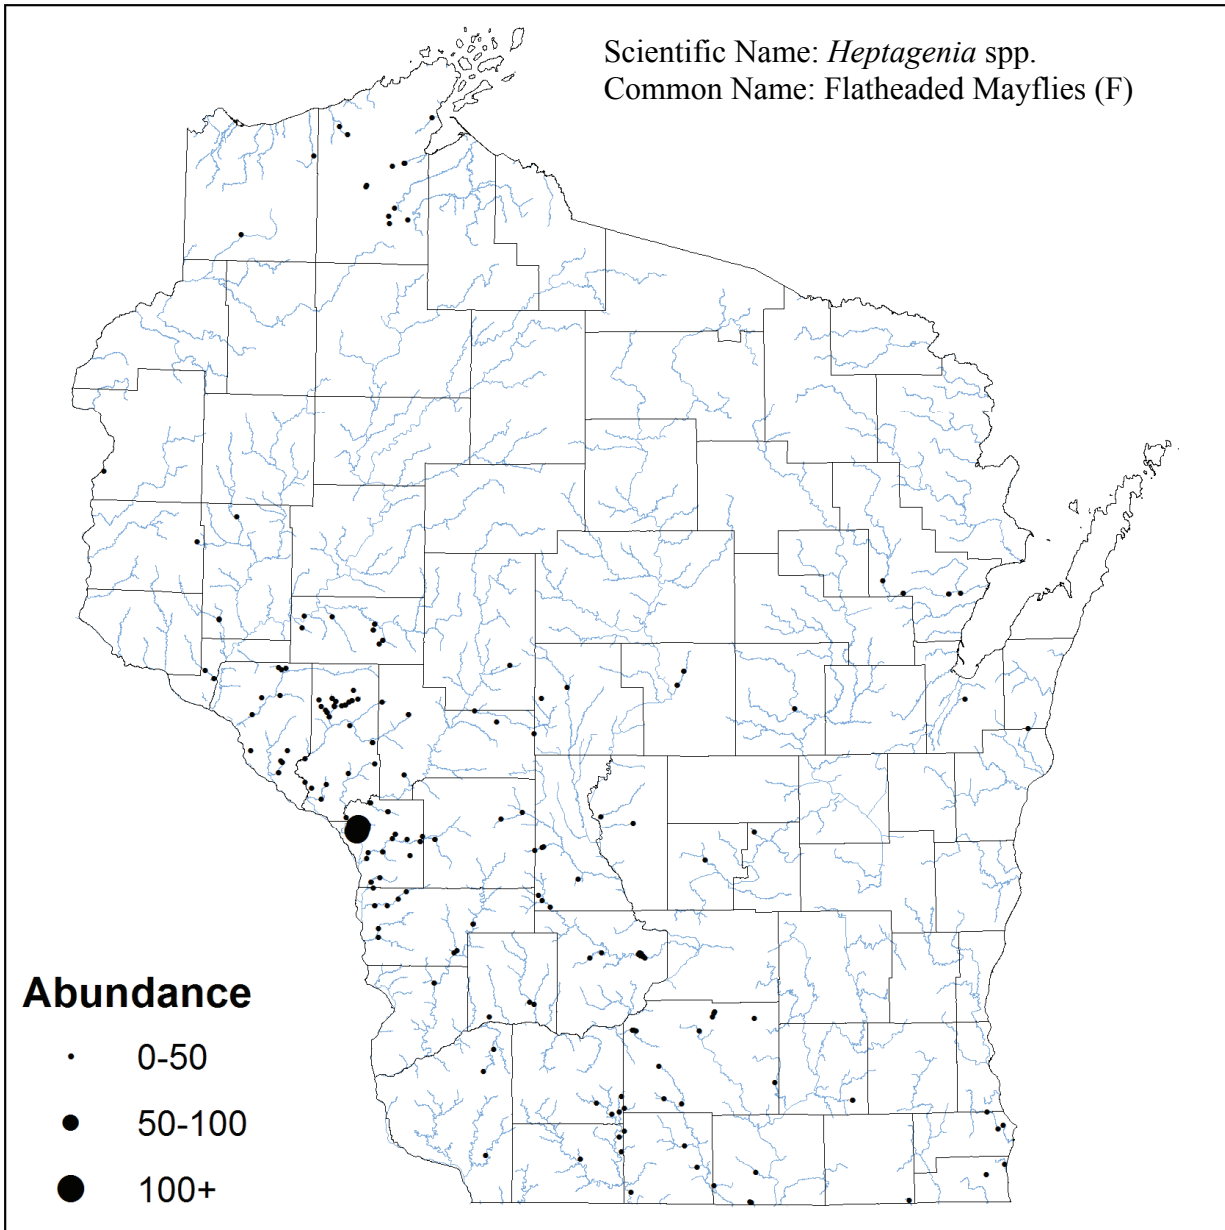 Scientific Name: Heptagenia spp.
Common Name: Flatheaded Mayflies (F)
Abundance
0-50
50-100
100+